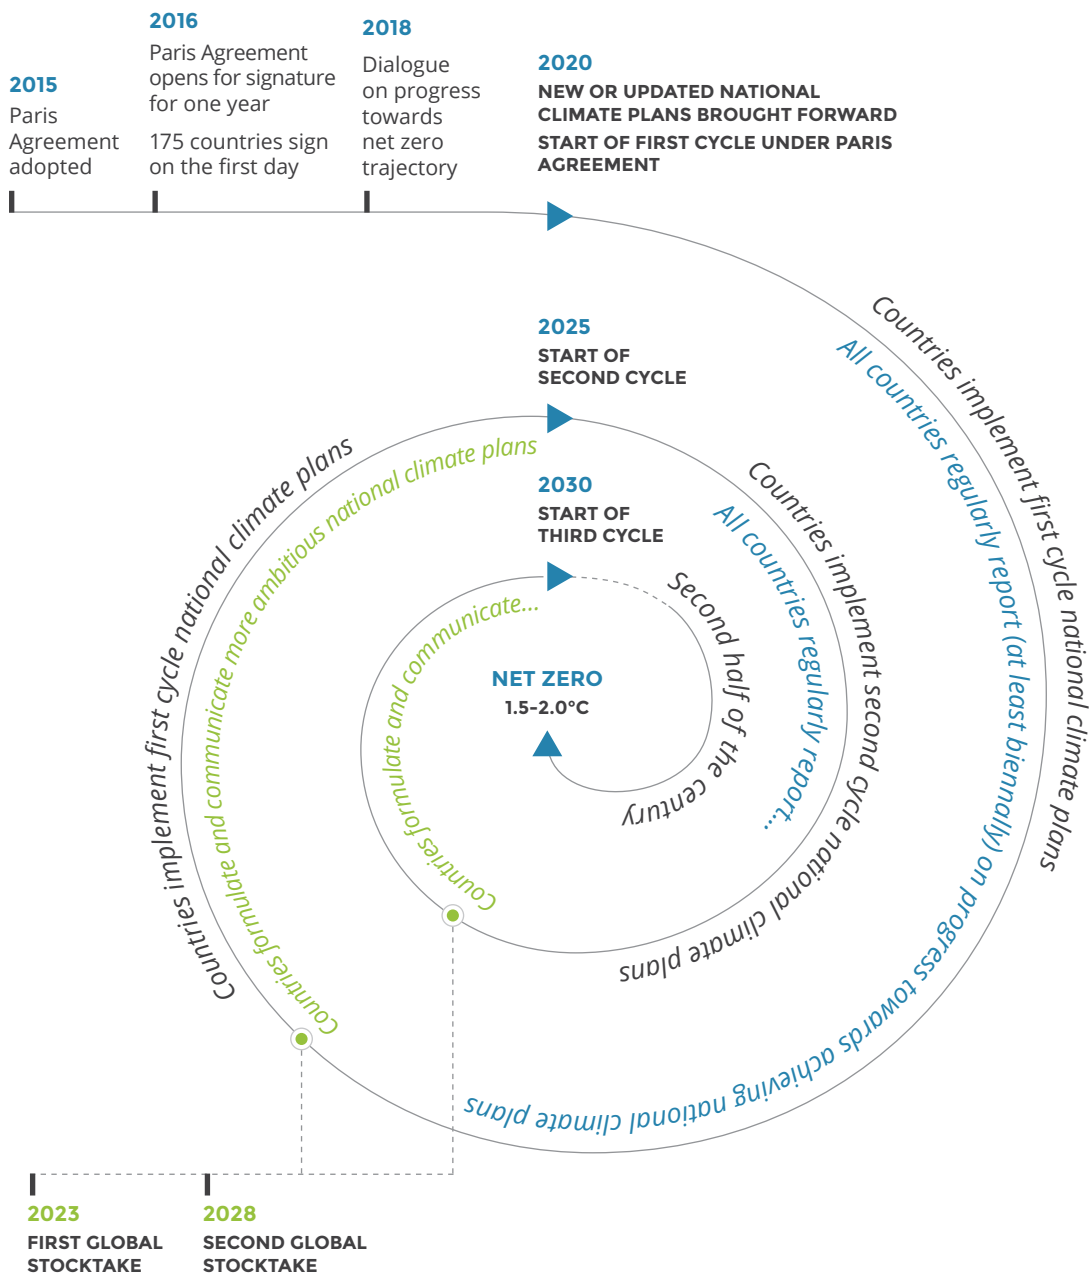 2015
Paris
Agreement
adopted
2016
Paris Agreement
opens for signature
for one year
175 countries sign
on the first day
2018
Dialogue
on progress
towards
net zero
trajectory
2020
NEW OR UPDATED NATIONAL
CLIMATE PLANS BROUGHT FORWARD
START OF FIRST CYCLE UNDER PARIS
AGREEMENT
Countries implement first cycle national climate plans
All countries regularly report (at least biennally) on progress towards achieving national climate plans
2025
START OF
SECOND CYCLE
Countries implement first cycle national climate plans
Countries formulate and communicate more ambitious national climate plans
Countries implement second cycle national climate plans
All countries regularly report...
2030
START OF
THIRD CYCLE
Countries formulate and communicate...
Second half of the century
NET ZERO
1.5-2.0°C
2023
FIRST GLOBAL
STOCKTAKE
2028
SECOND GLOBAL
STOCKTAKE